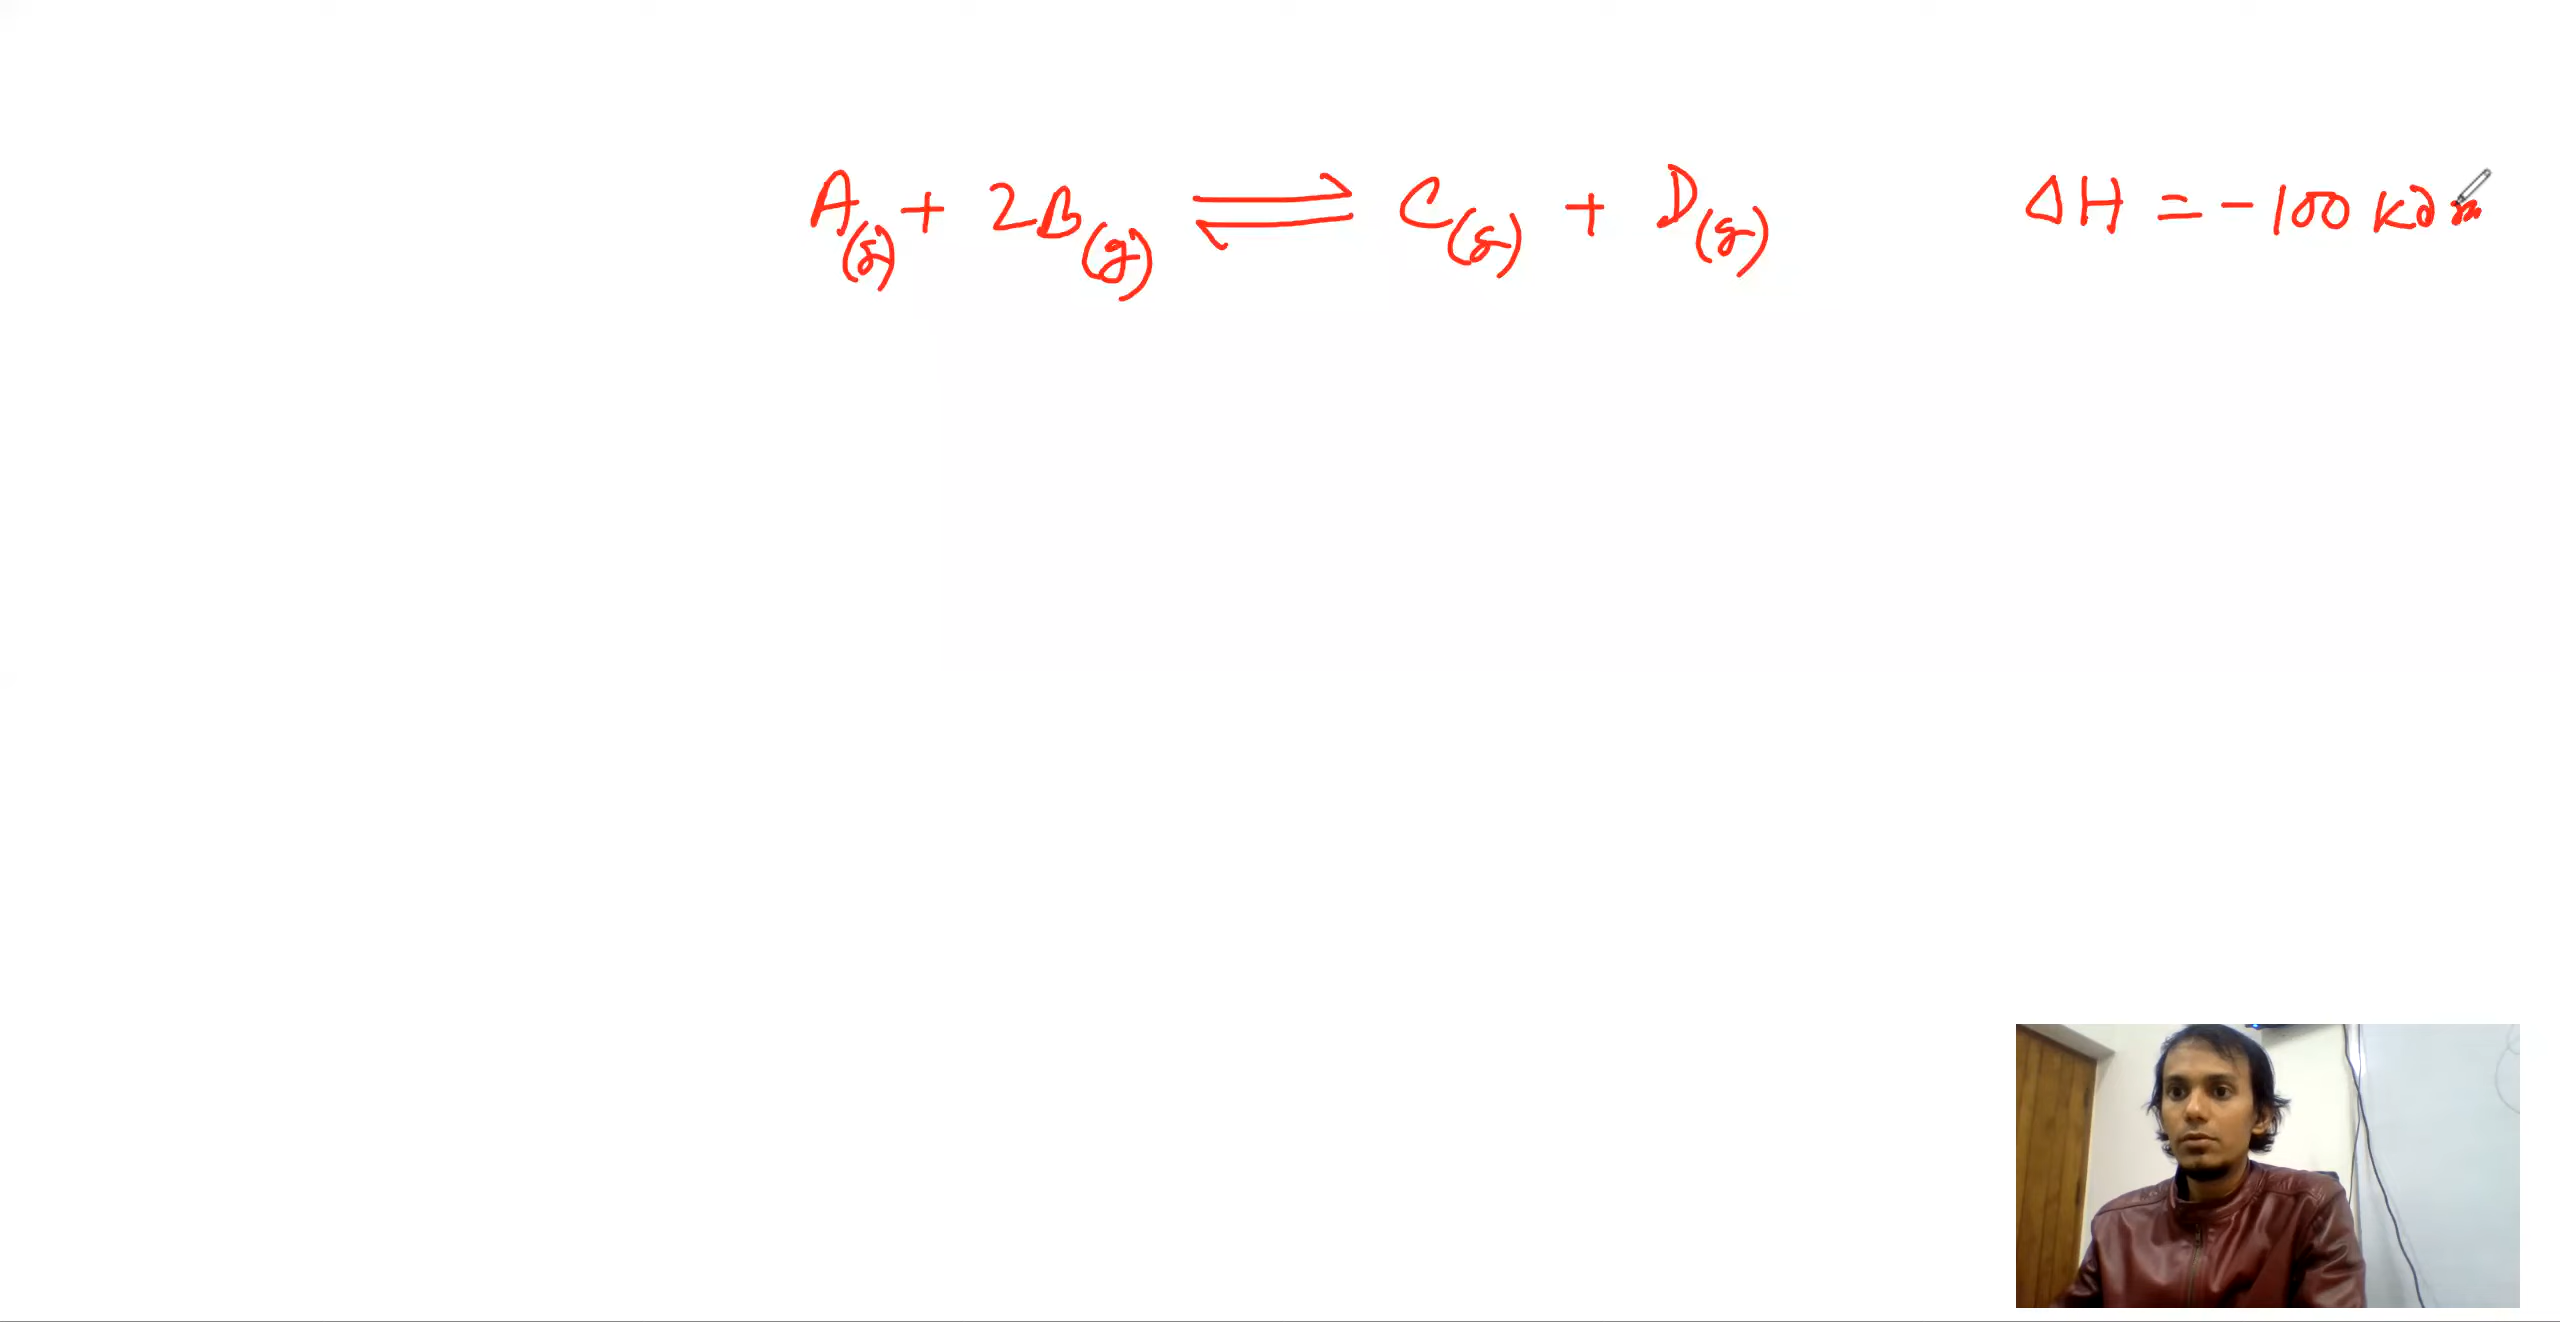 A(g) + 2B(g) ⇌ C(g) + D(g) ΔH = -100 KJ